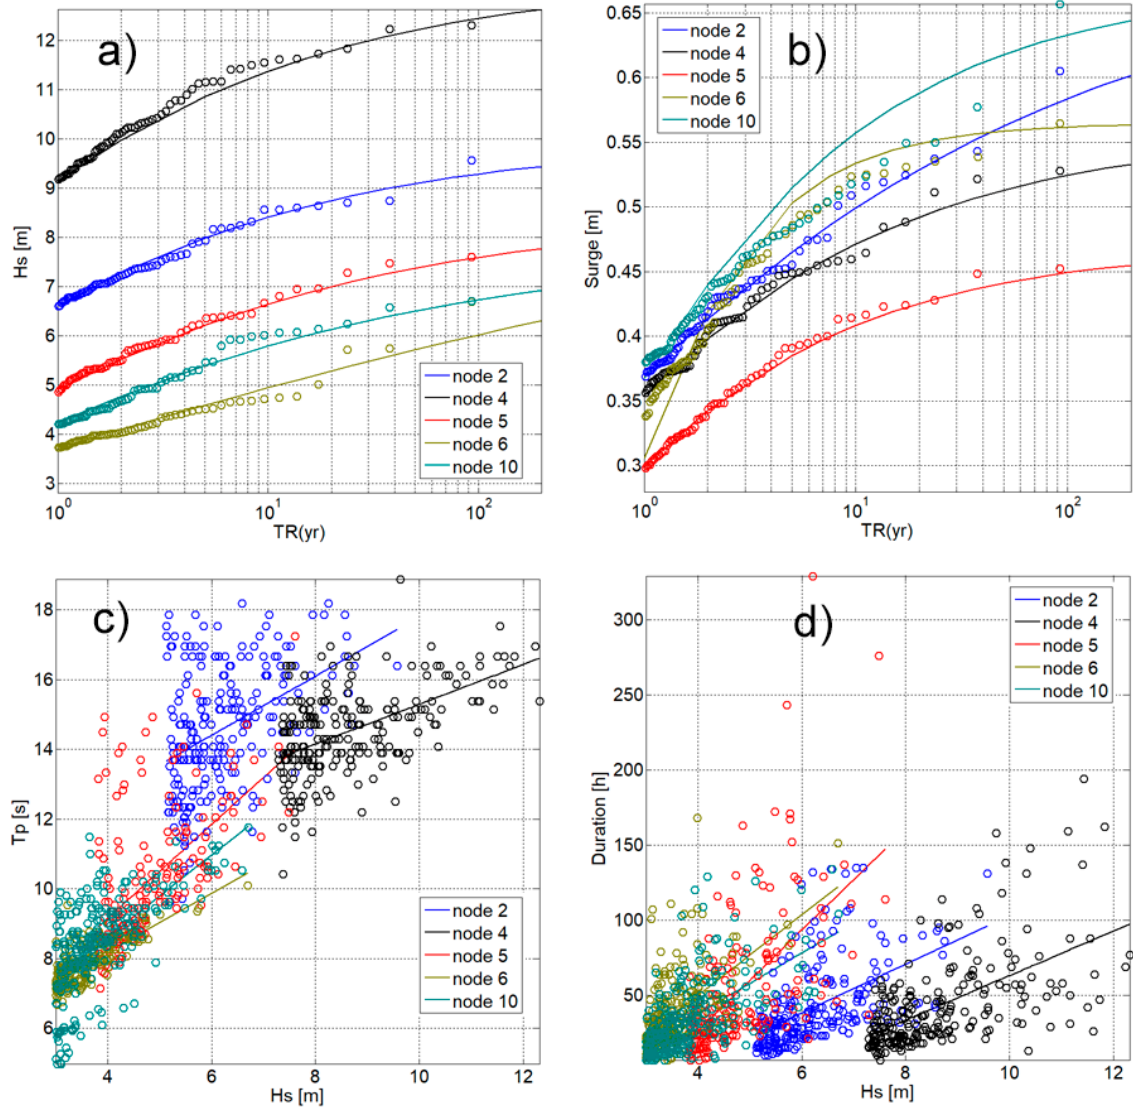 a)
12
11
10
9
8
7
6
5
4
3
Hs [m]
10^0
10^1
10^2
TR(yr)
node 2
node 4
node 5
node 6
node 10
b)
0.65
0.6
0.55
0.5
0.45
0.4
0.35
0.3
Surge [m]
10^0
10^1
10^2
TR(yr)
node 2
node 4
node 5
node 6
node 10
c)
18
16
14
12
10
8
6
Tp [s]
4
6
8
10
12
Hs [m]
node 2
node 4
node 5
node 6
node 10
d)
300
250
200
150
100
50
Duration [h]
4
6
8
10
12
Hs [m]
node 2
node 4
node 5
node 6
node 10